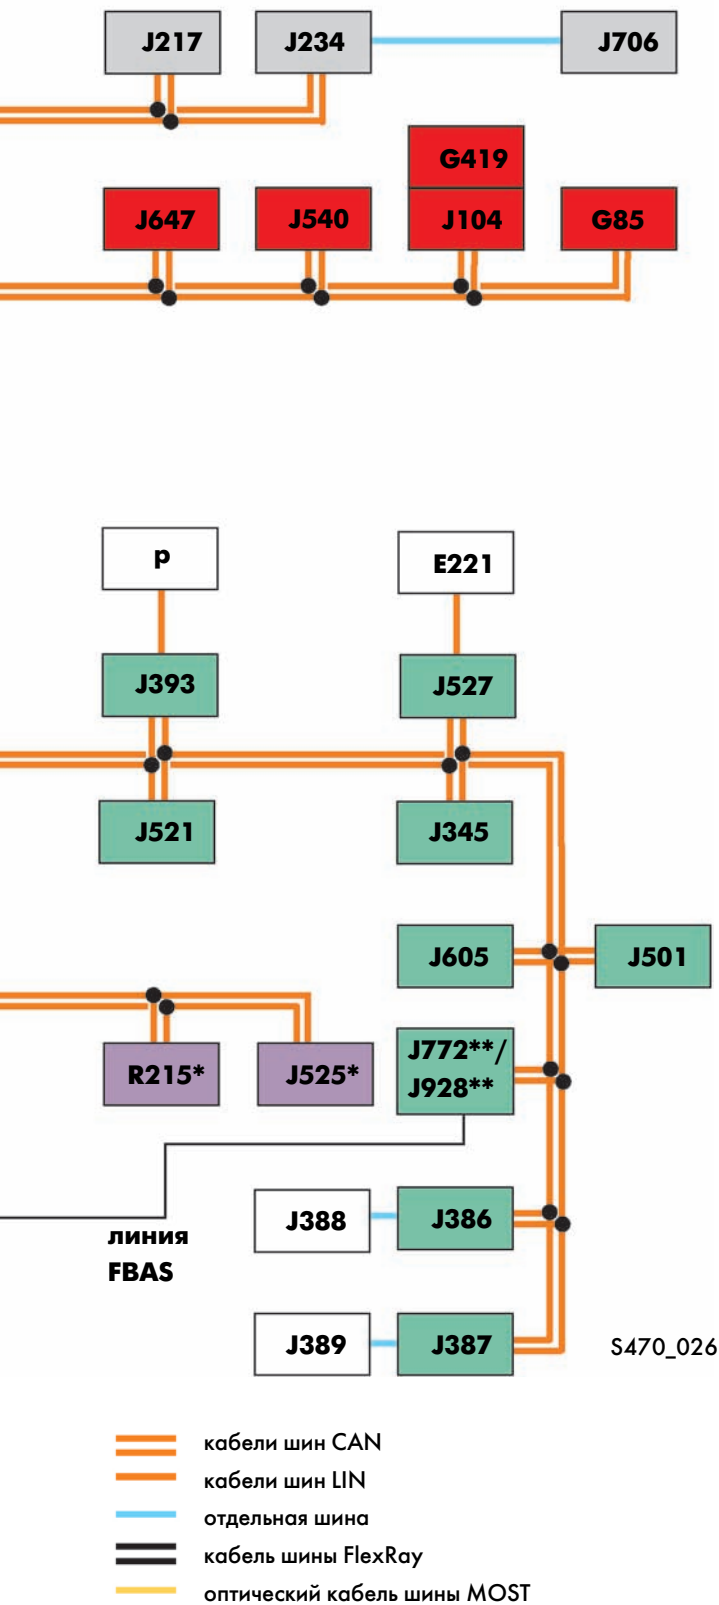 J217
J234
J706
G419
J647
J540
J104
G85
p
E221
J393
J527
J521
J345
J605
J501
J772**/
J928**
R215*
J525*
J388
J386
линия
FBAS
J389
J387
S470_026
кабели шин CAN
кабели шин LIN
отдельная шина
кабель шины FlexRay
оптический кабель шины MOST